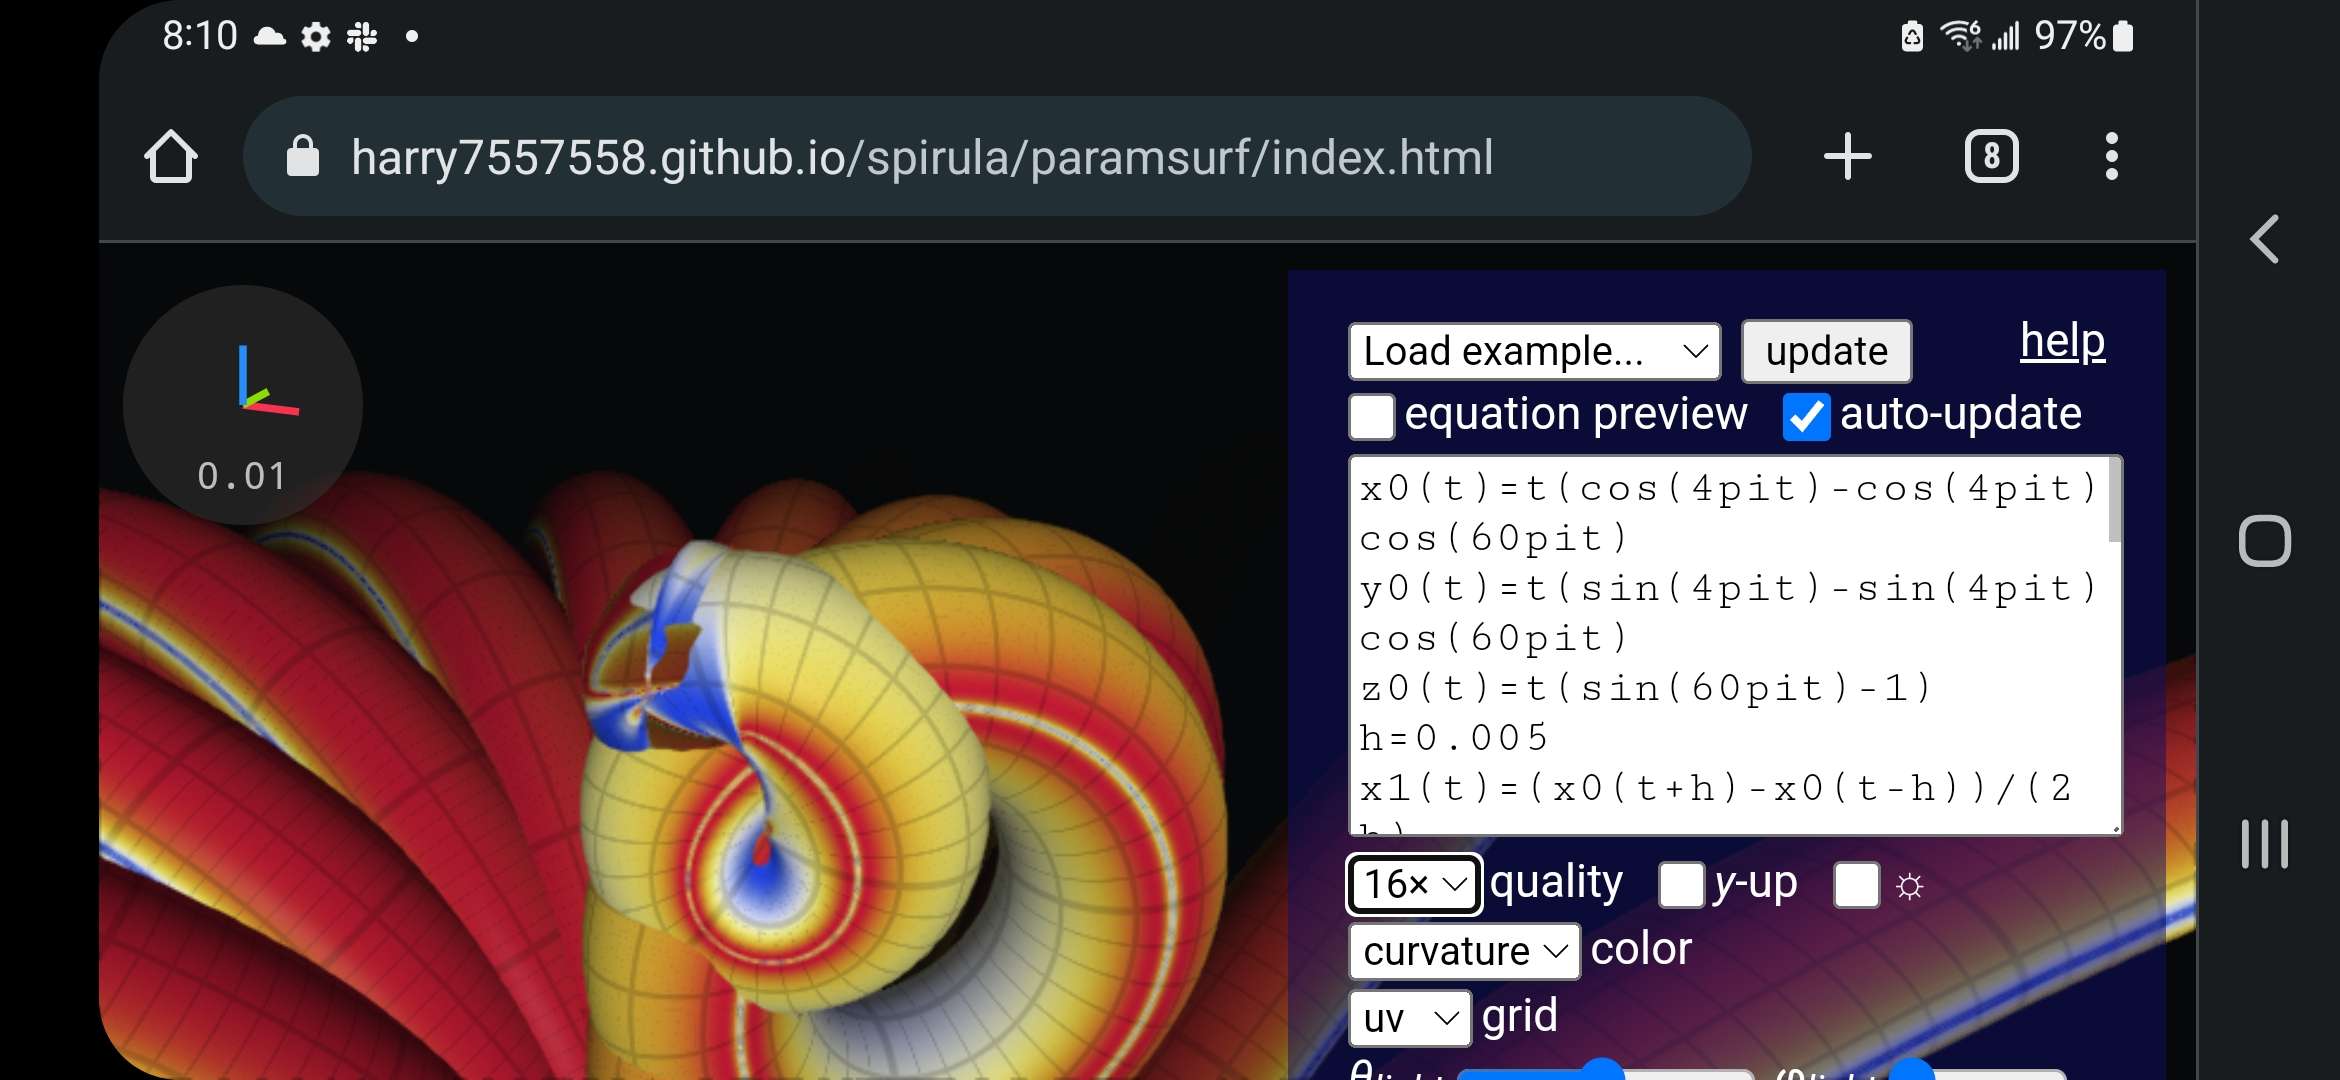 8:10
97%
harry7557558.github.io/spirula/paramsurf/index.html
8
0.01
Load example...
update
help
equation preview
auto-update
x0(t)=t(cos(4pit)-cos(4pit)
cos(60pit)
y0(t)=t(sin(4pit)-sin(4pit)
cos(60pit)
z0(t)=t(sin(60pit)-1)
h=0.005
x1(t)=(x0(t+h)-x0(t-h))/(2
h)
16×
quality
y-up
curvature
color
uv
grid